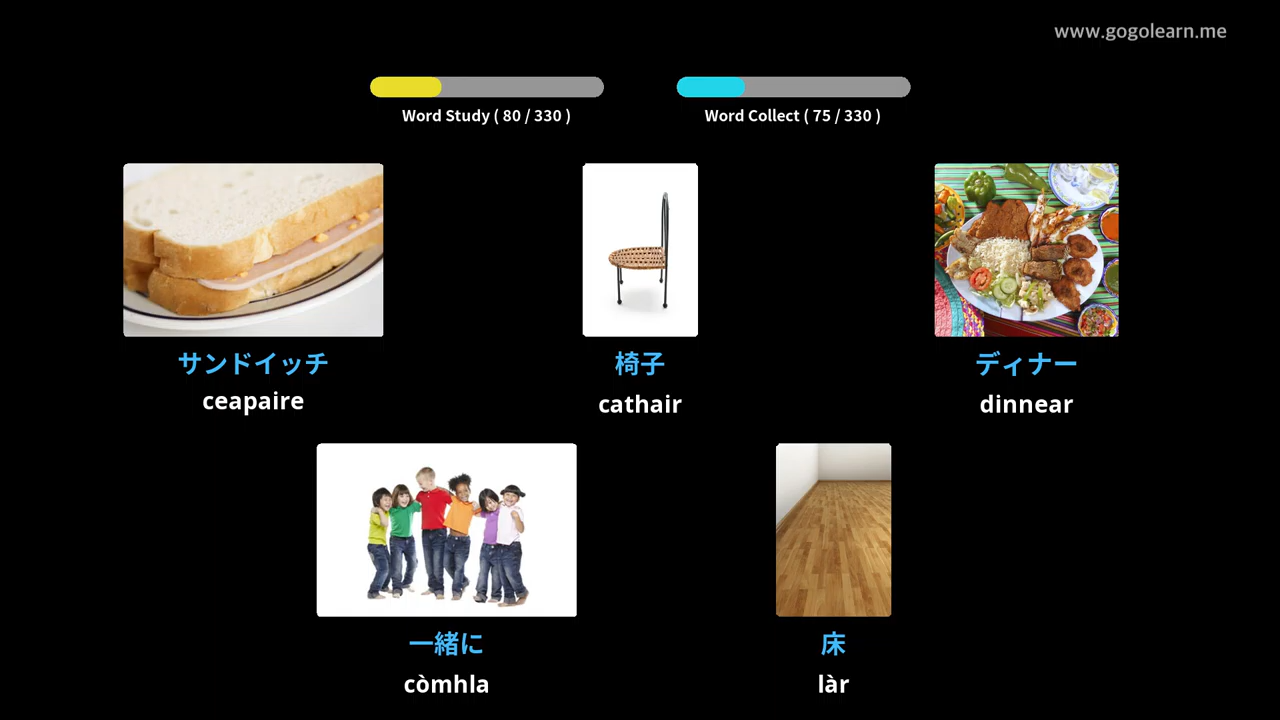 www.gogolearn.me
Word Study ( 80 / 330 )
Word Collect ( 75 / 330 )
サンドイッチ
ceapaire
椅子
cathair
ディナー
dinnear
一緒に
còmhla
床
làr